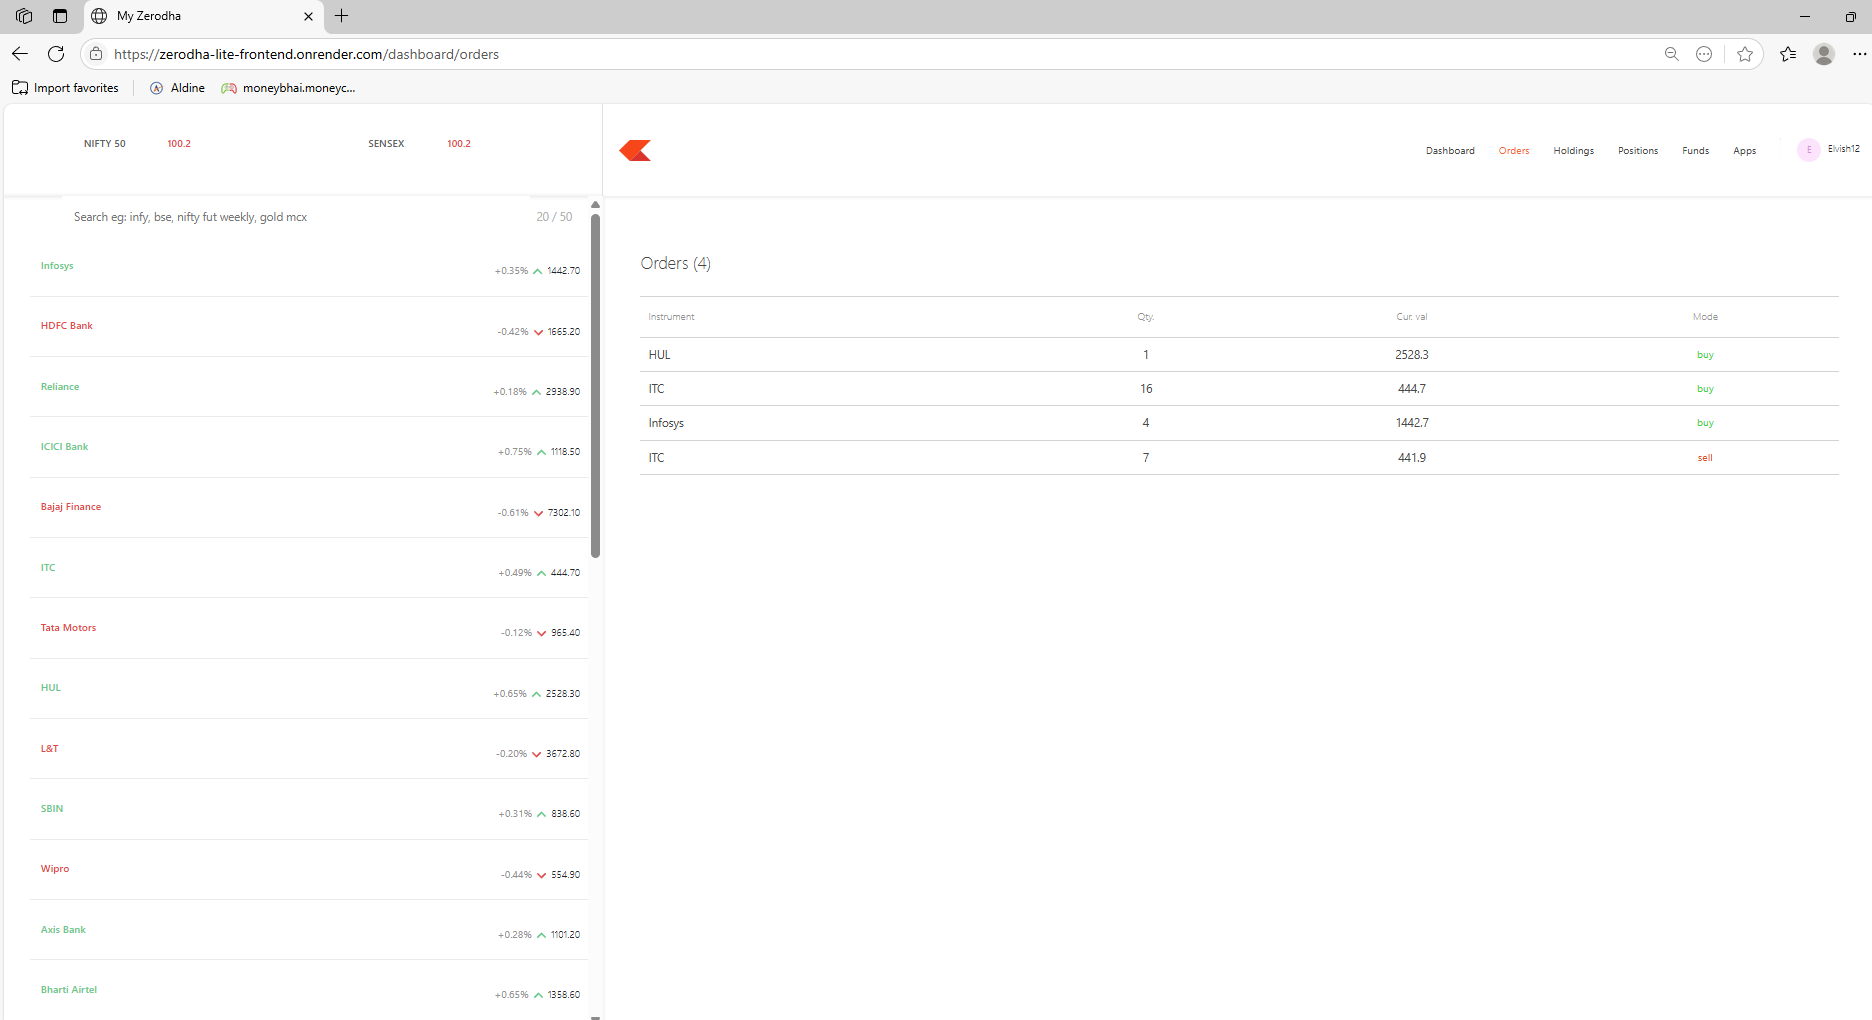 My Zerodha
https://zerodha-lite-frontend.onrender.com/dashboard/orders
Import favorites
Aldine
moneybhai.moneyc...
NIFTY 50 100.2 SENSEX 100.2
Dashboard Orders Holdings Positions Funds Apps E Elvish12
Search eg: infy, bse, nifty fut weekly, gold mcx 20 / 50
Infosys +0.35% 1442.70
HDFC Bank -0.42% 1665.20
Reliance +0.18% 2938.90
ICICI Bank +0.75% 1118.50
Bajaj Finance -0.61% 7302.10
ITC +0.49% 444.70
Tata Motors -0.12% 965.40
HUL +0.65% 2528.30
L&T -0.20% 3672.80
SBIN +0.31% 838.60
Wipro -0.44% 554.90
Axis Bank +0.28% 1101.20
Bharti Airtel +0.65% 1358.60
Orders (4)
Instrument Qty. Cur. val Mode
HUL 1 2528.3 buy
ITC 16 444.7 buy
Infosys 4 1442.7 buy
ITC 7 441.9 sell